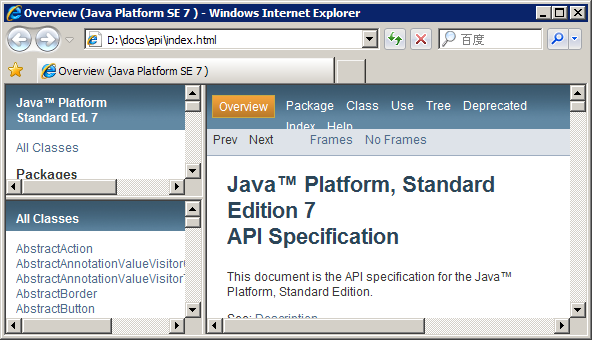 Overview (Java Platform SE 7 ) - Windows Internet Explorer
D:\docs\api\index.html
百度
Overview (Java Platform SE 7 )
Java™ Platform
Standard Ed. 7
All Classes
Packages
All Classes
AbstractAction
AbstractAnnotationValueVisitor
AbstractAnnotationValueVisitor
AbstractBorder
AbstractButton
Overview Package Class Use Tree Deprecated
Index Help
Prev Next Frames No Frames
Java™ Platform, Standard
Edition 7
API Specification
This document is the API specification for the Java™
Platform, Standard Edition.
See: Description